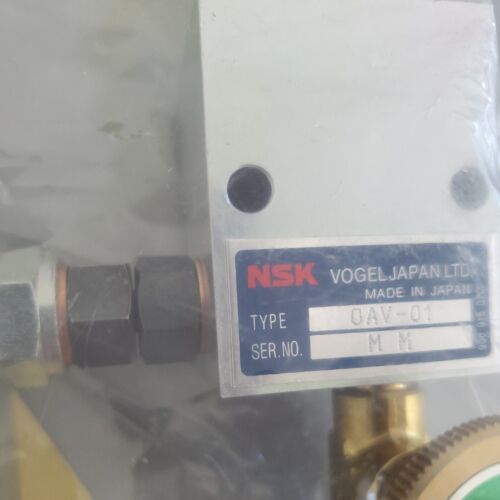 NSK VOGEL JAPAN LTD.
MADE IN JAPAN
TYPE OAV-01
SER.NO. M M